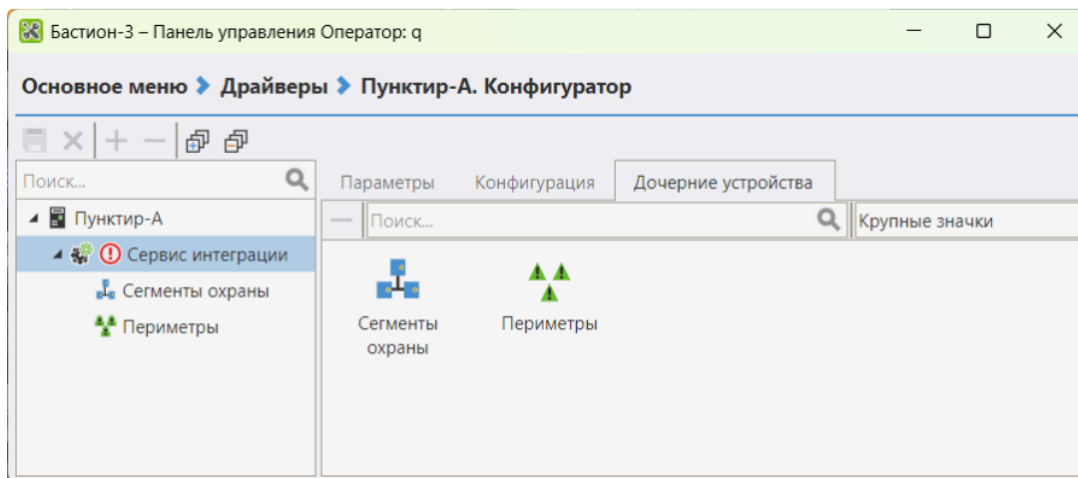 Бастион-3 – Панель управления Оператор: q
Основное меню Драйверы Пунктир-А. Конфигуратор
Поиск...
Параметры Конфигурация Дочерние устройства
Пунктир-А
Поиск...
Крупные значки
Сервис интеграции
Сегменты охраны
Периметры
Сегменты
охраны
Периметры